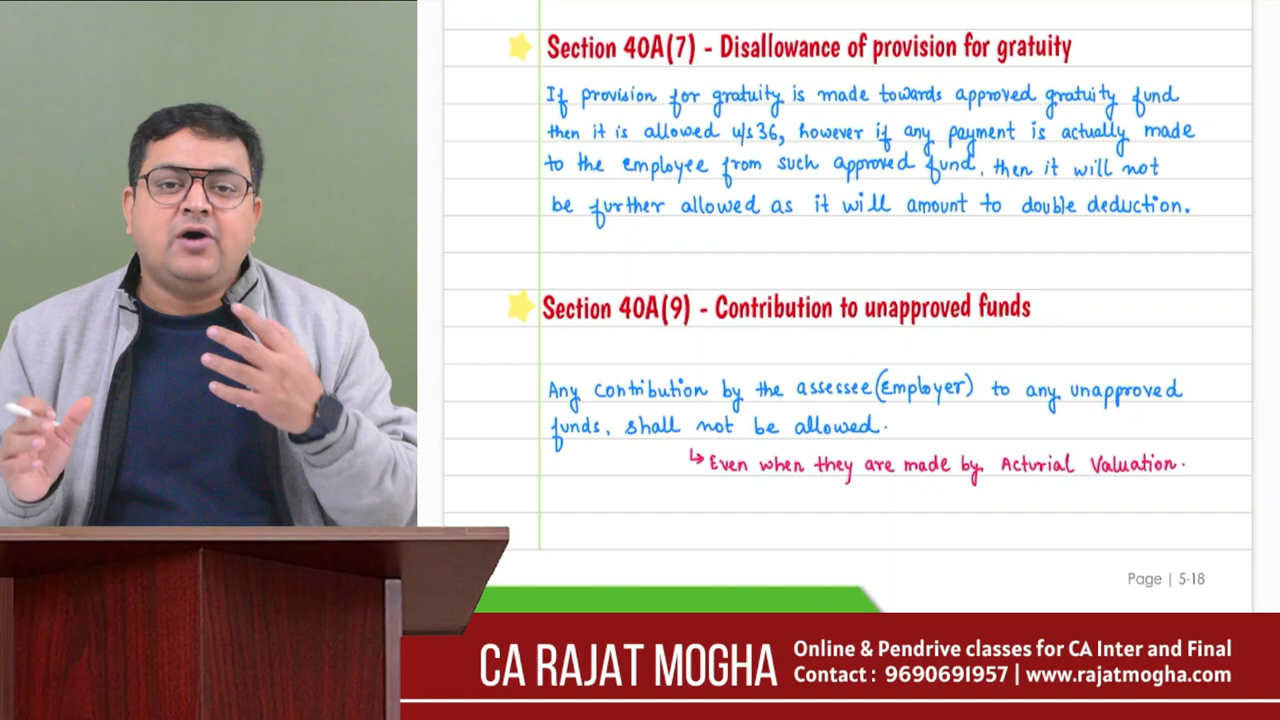 Section 40A(7) - Disallowance of provision for gratuity
If provision for gratuity is made towards approved gratuity fund
then it is allowed u/s 36, however if any payment is actually made
to the employee from such approved fund, then it will not
be further allowed as it will amount to double deduction.
Section 40A(9) - Contribution to unapproved funds
Any contribution by the assessee (Employer) to any unapproved
funds, shall not be allowed.
↳ Even when they are made by Acturial Valuation.
Page | 5-18
CA RAJAT MOGHA
Online & Pendrive classes for CA Inter and Final
Contact : 9690691957 | www.rajatmogha.com